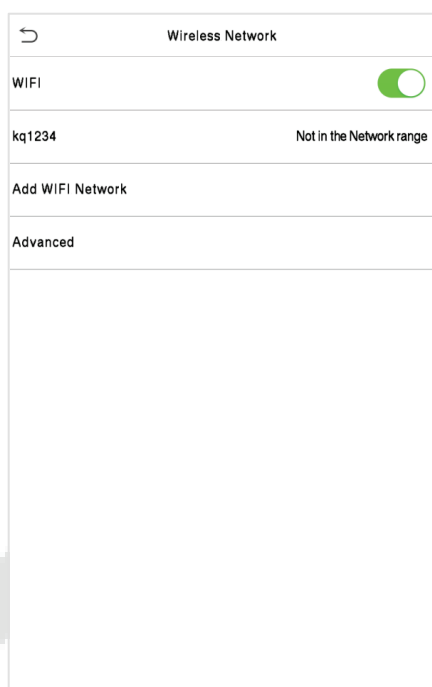 Wireless Network
WIFI
kq1234 Not in the Network range
Add WIFI Network
Advanced